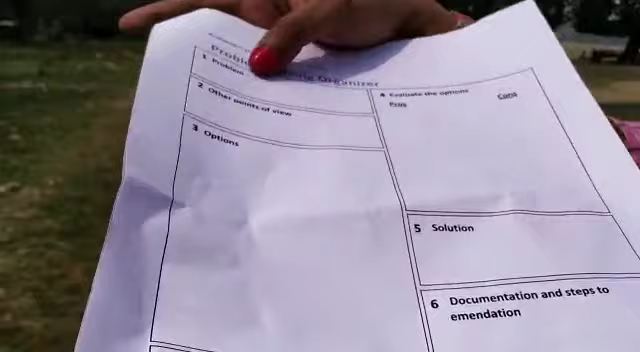 Organizer
1 Problem
2 Other points of view
3 Options
4 Evaluate the options
Pros Cons
5 Solution
6 Documentation and steps to
emendation